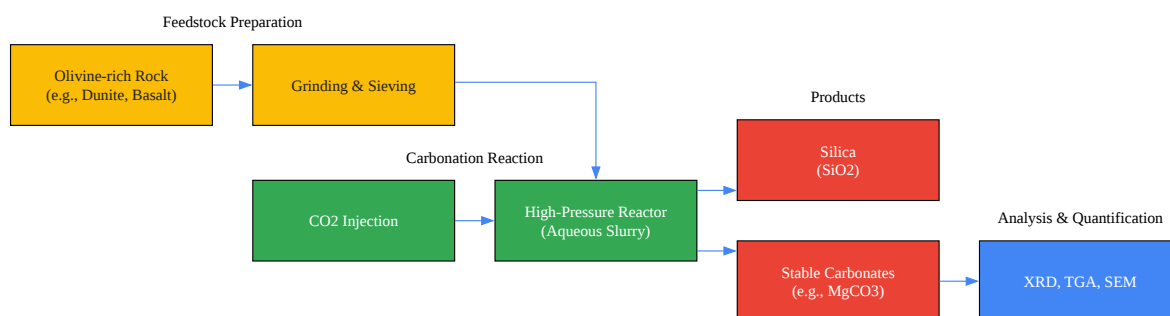 Feedstock Preparation
Olivine-rich Rock
(e.g., Dunite, Basalt)
Grinding & Sieving
Carbonation Reaction
CO2 Injection
High-Pressure Reactor
(Aqueous Slurry)
Products
Silica
(SiO2)
Stable Carbonates
(e.g., MgCO3)
Analysis & Quantification
XRD, TGA, SEM